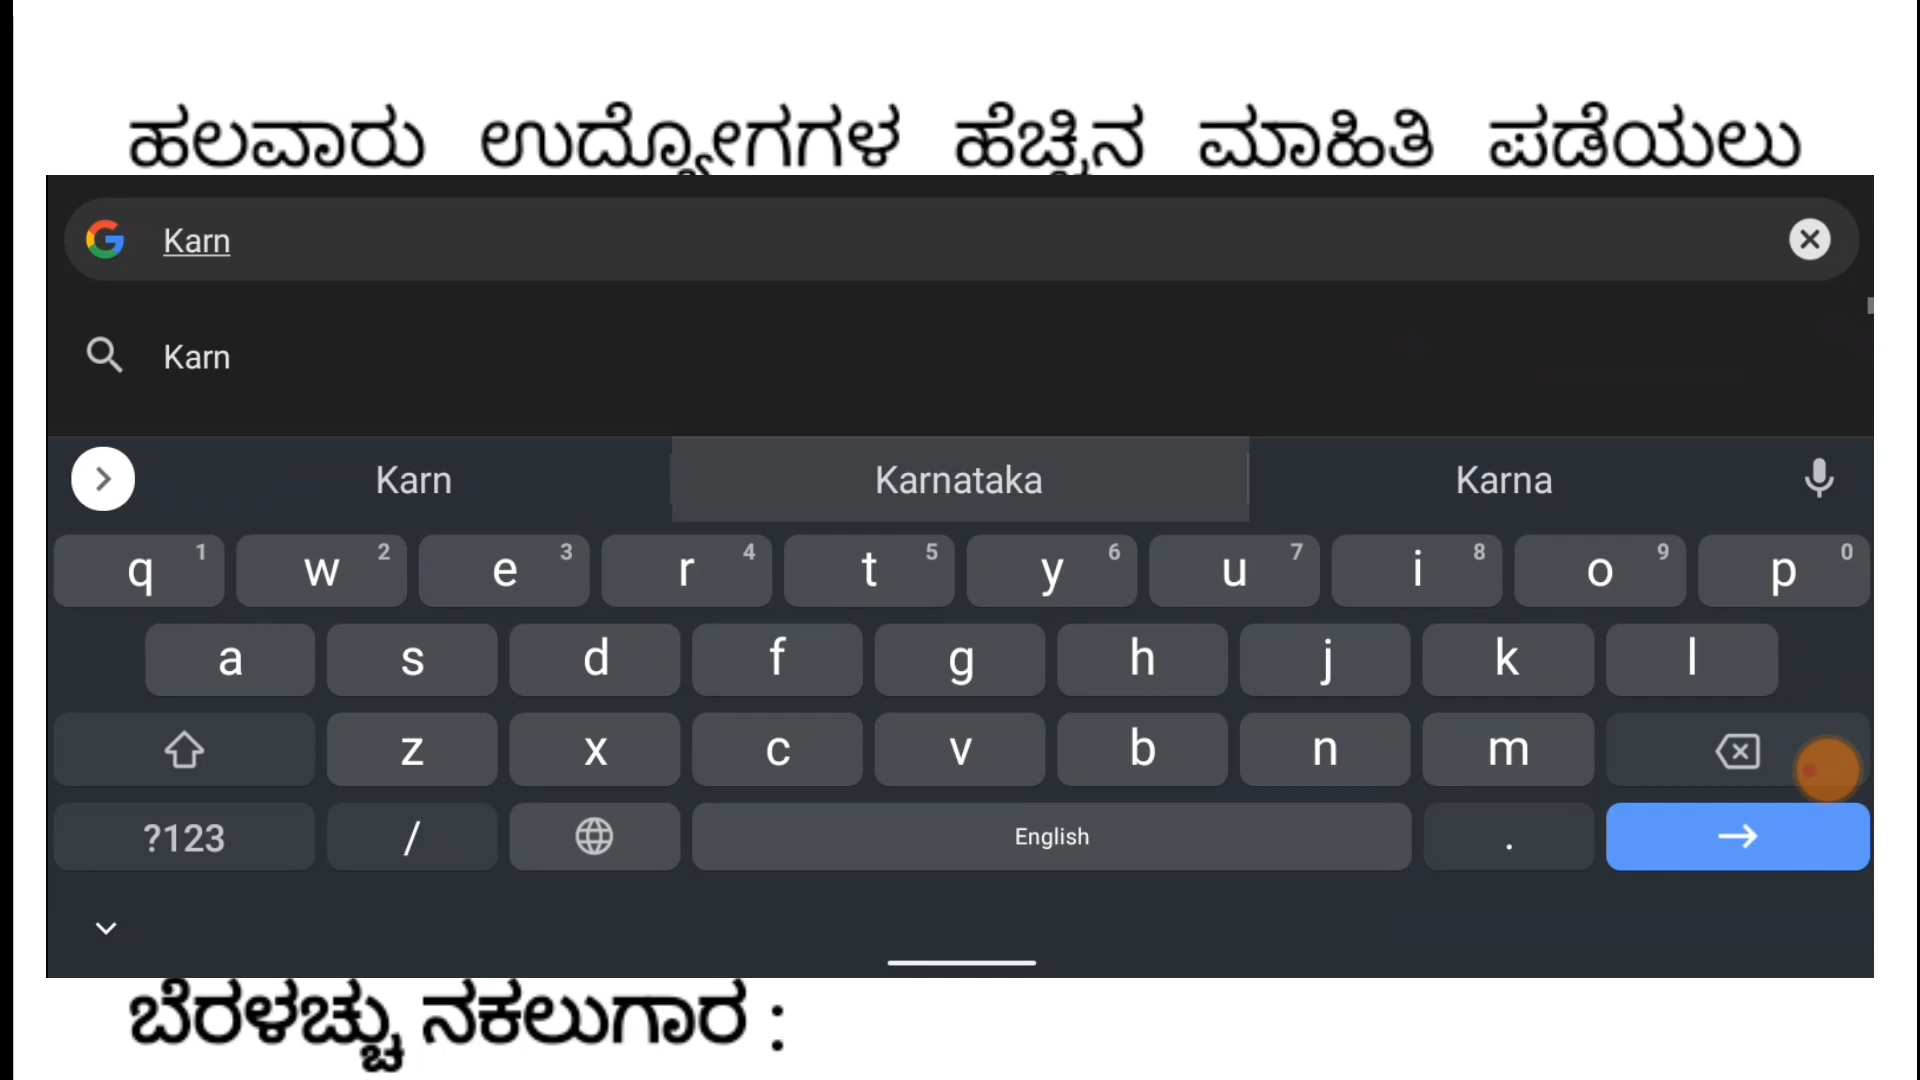 ಹಲವಾರು ಉದ್ಯೋಗಗಳ ಹೆಚ್ಚಿನ ಮಾಹಿತಿ ಪಡೆಯಲು
Karn
Karn
Karn Karnataka Karna
q 1 w 2 e 3 r 4 t 5 y 6 u 7 i 8 o 9 p 0
a s d f g h j k l
z x c v b n m
?123 / English .
ಬೆರಳಚ್ಚು ನಕಲುಗಾರ :